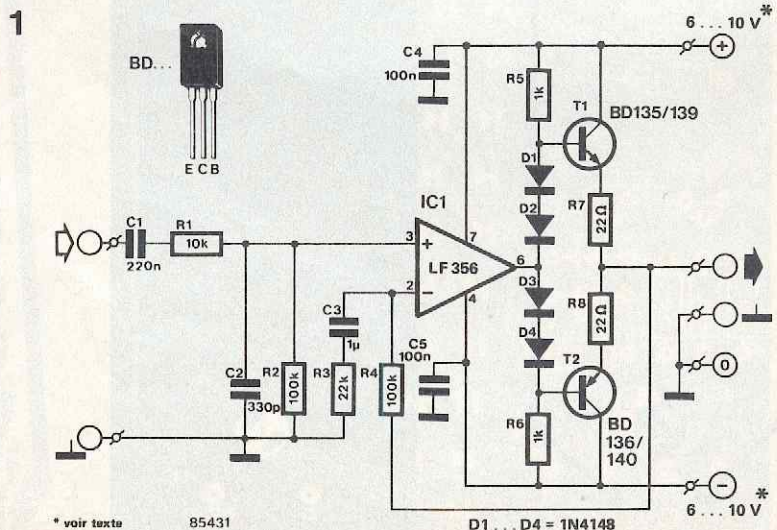 1
6 ... 10 V*
BD...
C4
100n
R5
1k
T1
BD135/139
E C B
D1
IC1
R7
22Ω
D2
C1
R1
3
+
7
10k
220n
LF 356
6
2
−
4
D3
C3
1µ
R8
22Ω
D4
C5
100n
T2
0
C2
R2
R3
R4
330p
100k
22k
100k
R6
1k
BD
136/
140
−
*
6 ... 10 V
* voir texte
85431
D1 ... D4 = 1N4148